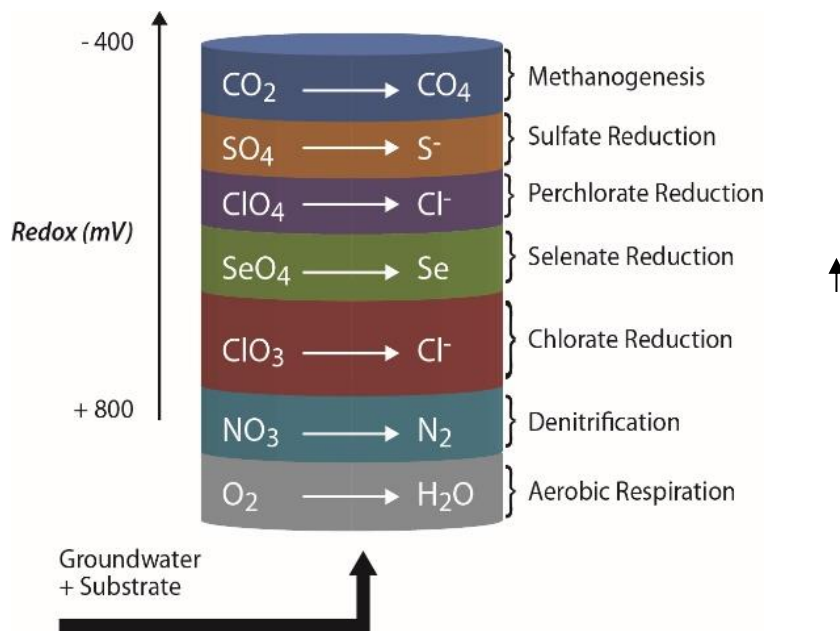 - 400
CO₂ → CO₄ } Methanogenesis
SO₄ → S⁻ } Sulfate Reduction
ClO₄ → Cl⁻ } Perchlorate Reduction
Redox (mV)
SeO₄ → Se } Selenate Reduction
ClO₃ → Cl⁻ } Chlorate Reduction
+ 800
NO₃ → N₂ } Denitrification
O₂ → H₂O } Aerobic Respiration
Groundwater
+ Substrate